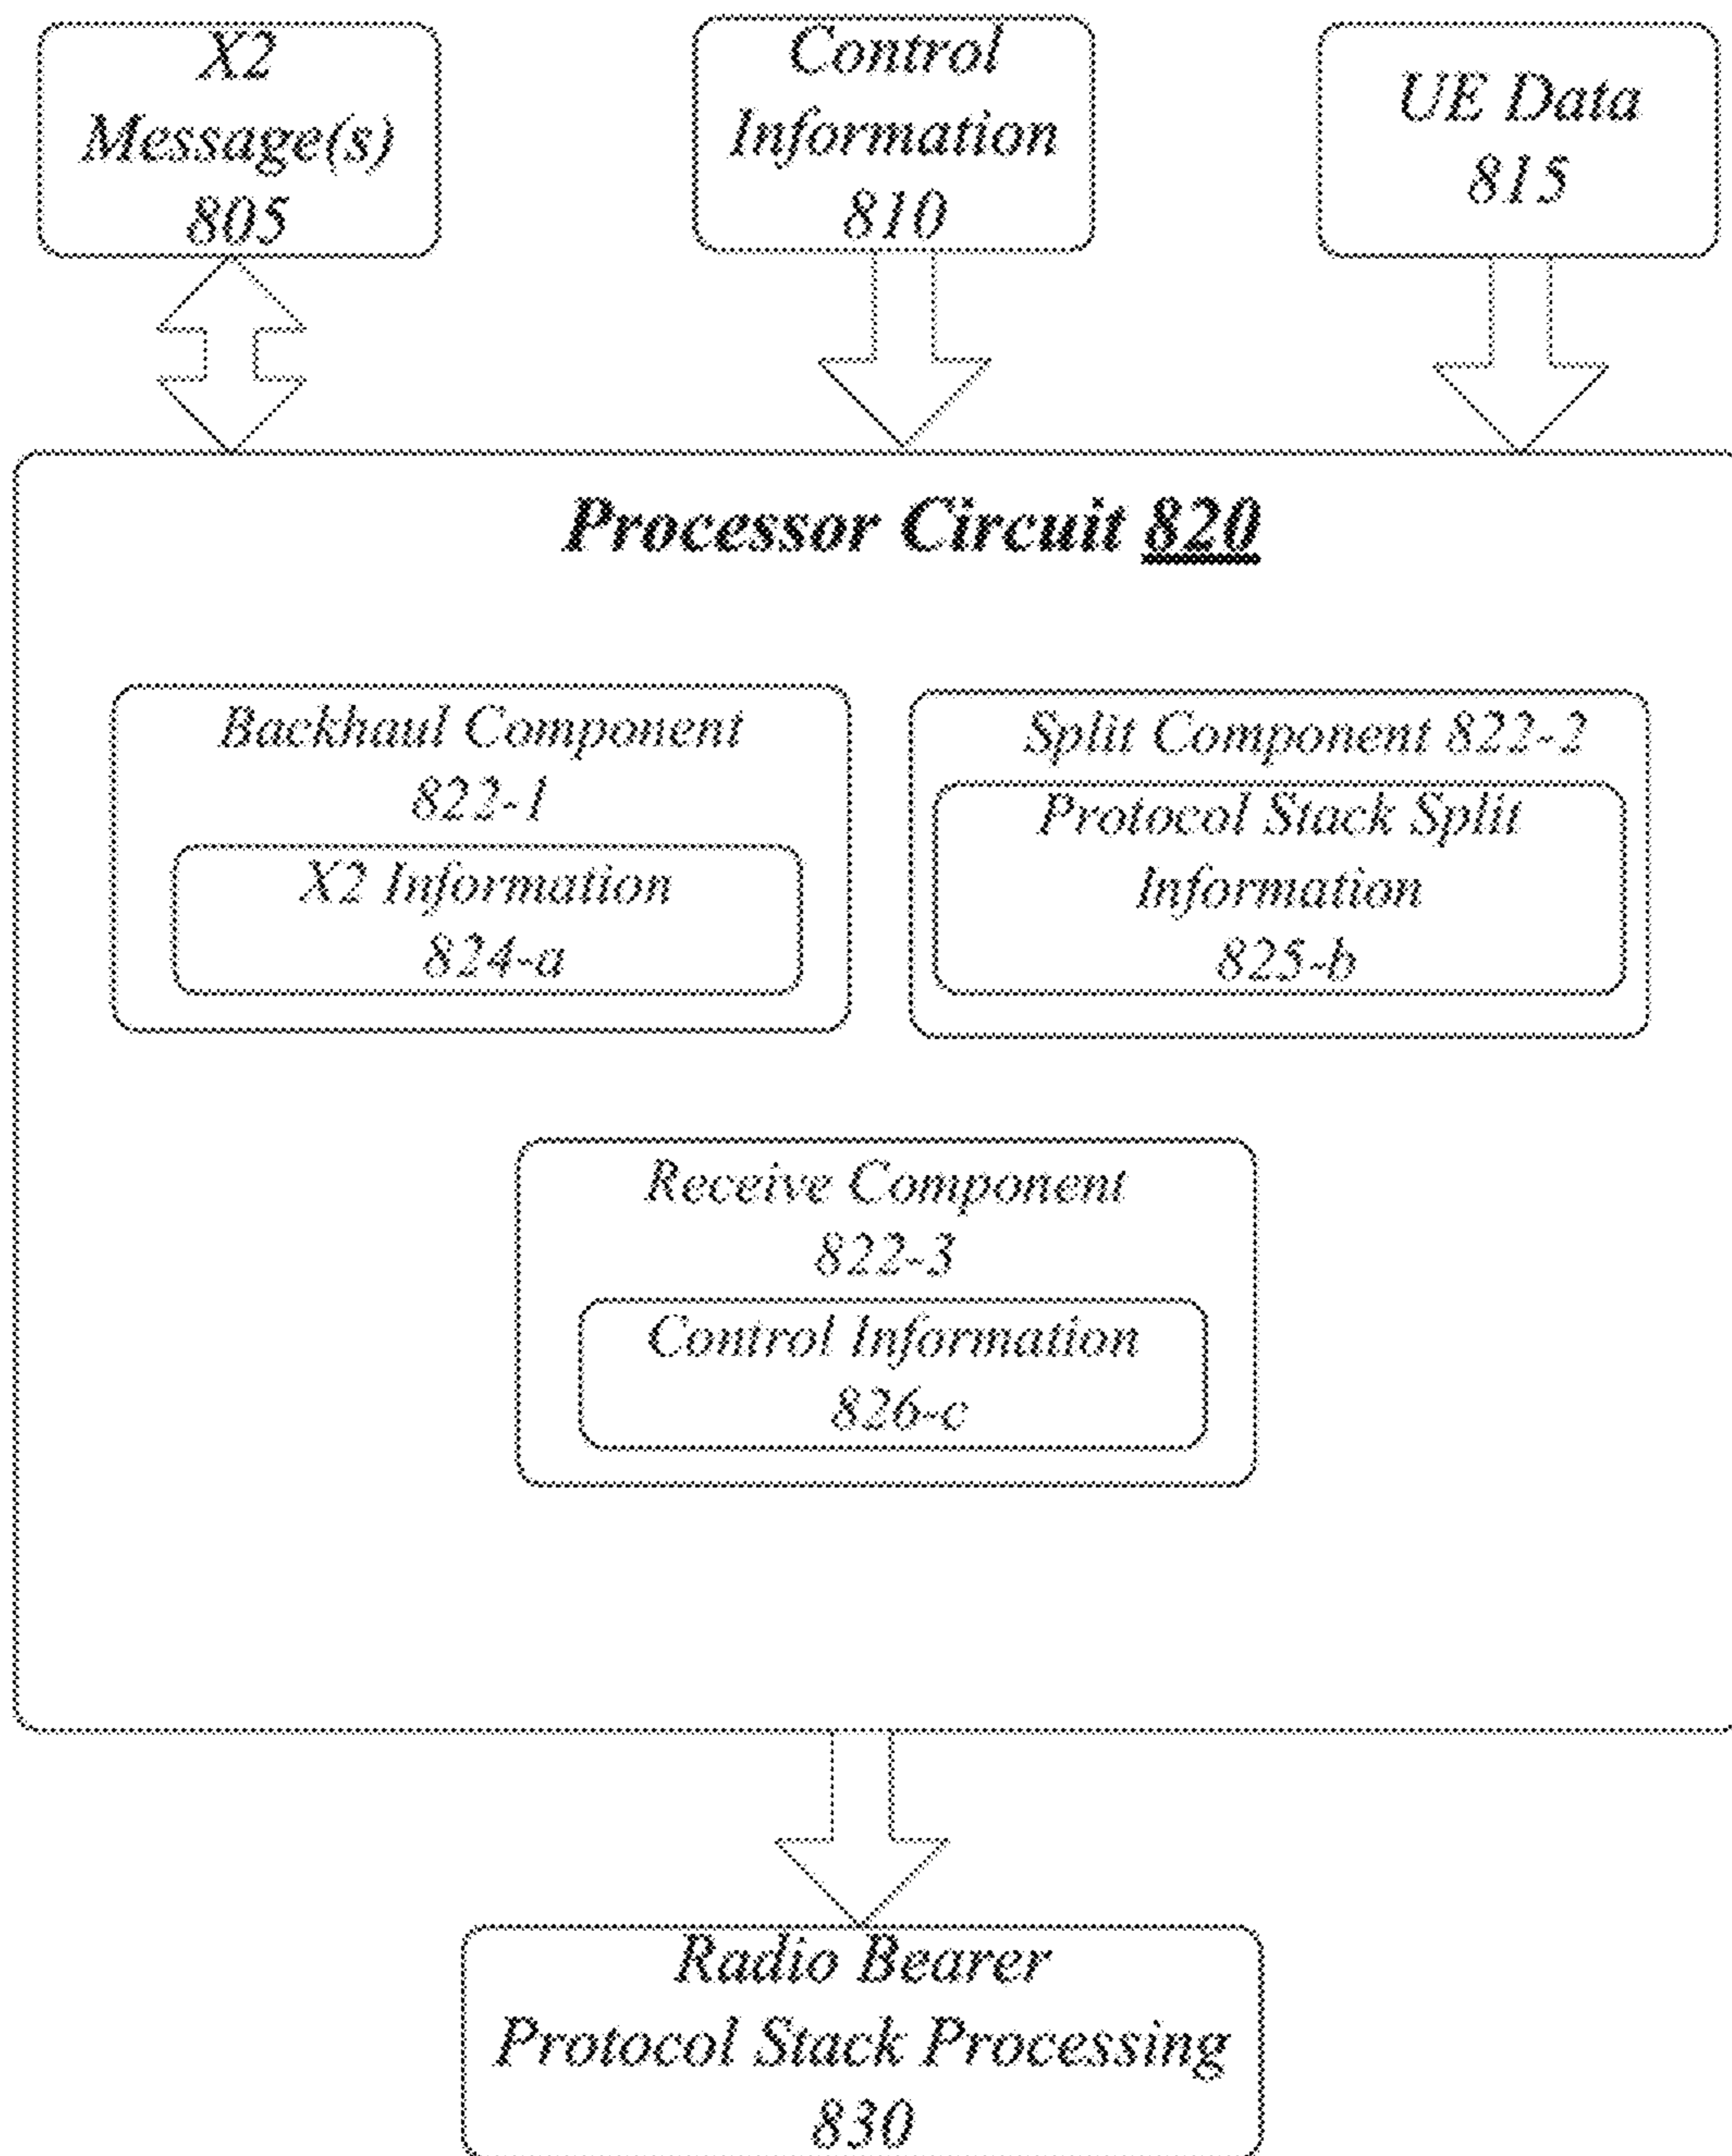 X2
Message(s)
805
Control
Information
810
UE Data
815
Processor Circuit 820
Backhaul Component
822-1
X2 Information
824-a
Split Component 822-2
Protocol Stack Split
Information
825-b
Receive Component
822-3
Control Information
826-c
Radio Bearer
Protocol Stack Processing
830